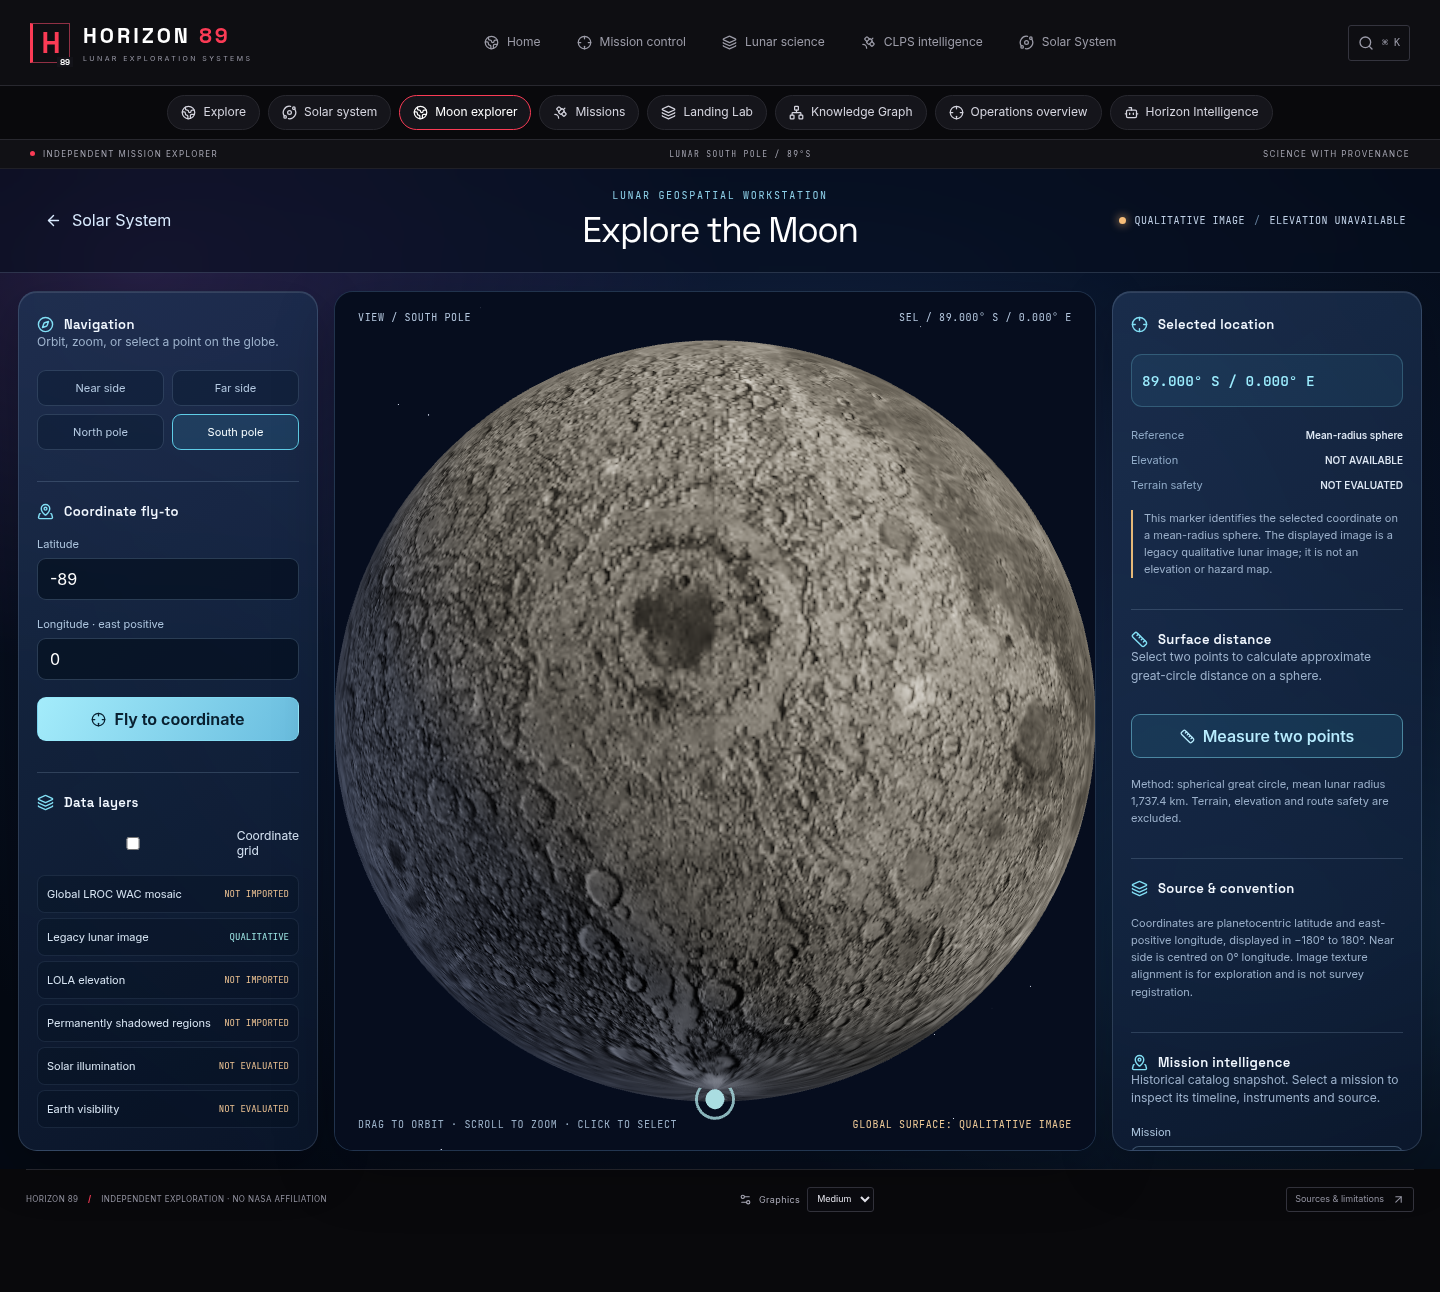 H
89
HORIZON 89
LUNAR EXPLORATION SYSTEMS
Home
Mission control
Lunar science
CLPS intelligence
Solar System
⌘ K
Explore
Solar system
Moon explorer
Missions
Landing Lab
Knowledge Graph
Operations overview
Horizon Intelligence
INDEPENDENT MISSION EXPLORER
LUNAR SOUTH POLE / 89°S
SCIENCE WITH PROVENANCE
Solar System
LUNAR GEOSPATIAL WORKSTATION
Explore the Moon
QUALITATIVE IMAGE / ELEVATION UNAVAILABLE
Navigation
Orbit, zoom, or select a point on the globe.
Near side
Far side
North pole
South pole
Coordinate fly-to
Latitude
-89
Longitude · east positive
0
Fly to coordinate
Data layers
Coordinate
grid
Global LROC WAC mosaic NOT IMPORTED
Legacy lunar image QUALITATIVE
LOLA elevation NOT IMPORTED
Permanently shadowed regions NOT IMPORTED
Solar illumination NOT EVALUATED
Earth visibility NOT EVALUATED
VIEW / SOUTH POLE
SEL / 89.000° S / 0.000° E
DRAG TO ORBIT · SCROLL TO ZOOM · CLICK TO SELECT
GLOBAL SURFACE: QUALITATIVE IMAGE
Selected location
89.000° S / 0.000° E
Reference Mean-radius sphere
Elevation NOT AVAILABLE
Terrain safety NOT EVALUATED
This marker identifies the selected coordinate on
a mean-radius sphere. The displayed image is a
legacy qualitative lunar image; it is not an
elevation or hazard map.
Surface distance
Select two points to calculate approximate
great-circle distance on a sphere.
Measure two points
Method: spherical great circle, mean lunar radius
1,737.4 km. Terrain, elevation and route safety are
excluded.
Source & convention
Coordinates are planetocentric latitude and east-
positive longitude, displayed in −180° to 180°. Near
side is centred on 0° longitude. Image texture
alignment is for exploration and is not survey
registration.
Mission intelligence
Historical catalog snapshot. Select a mission to
inspect its timeline, instruments and source.
Mission
HORIZON 89 / INDEPENDENT EXPLORATION · NO NASA AFFILIATION
Graphics
Medium
Sources & limitations